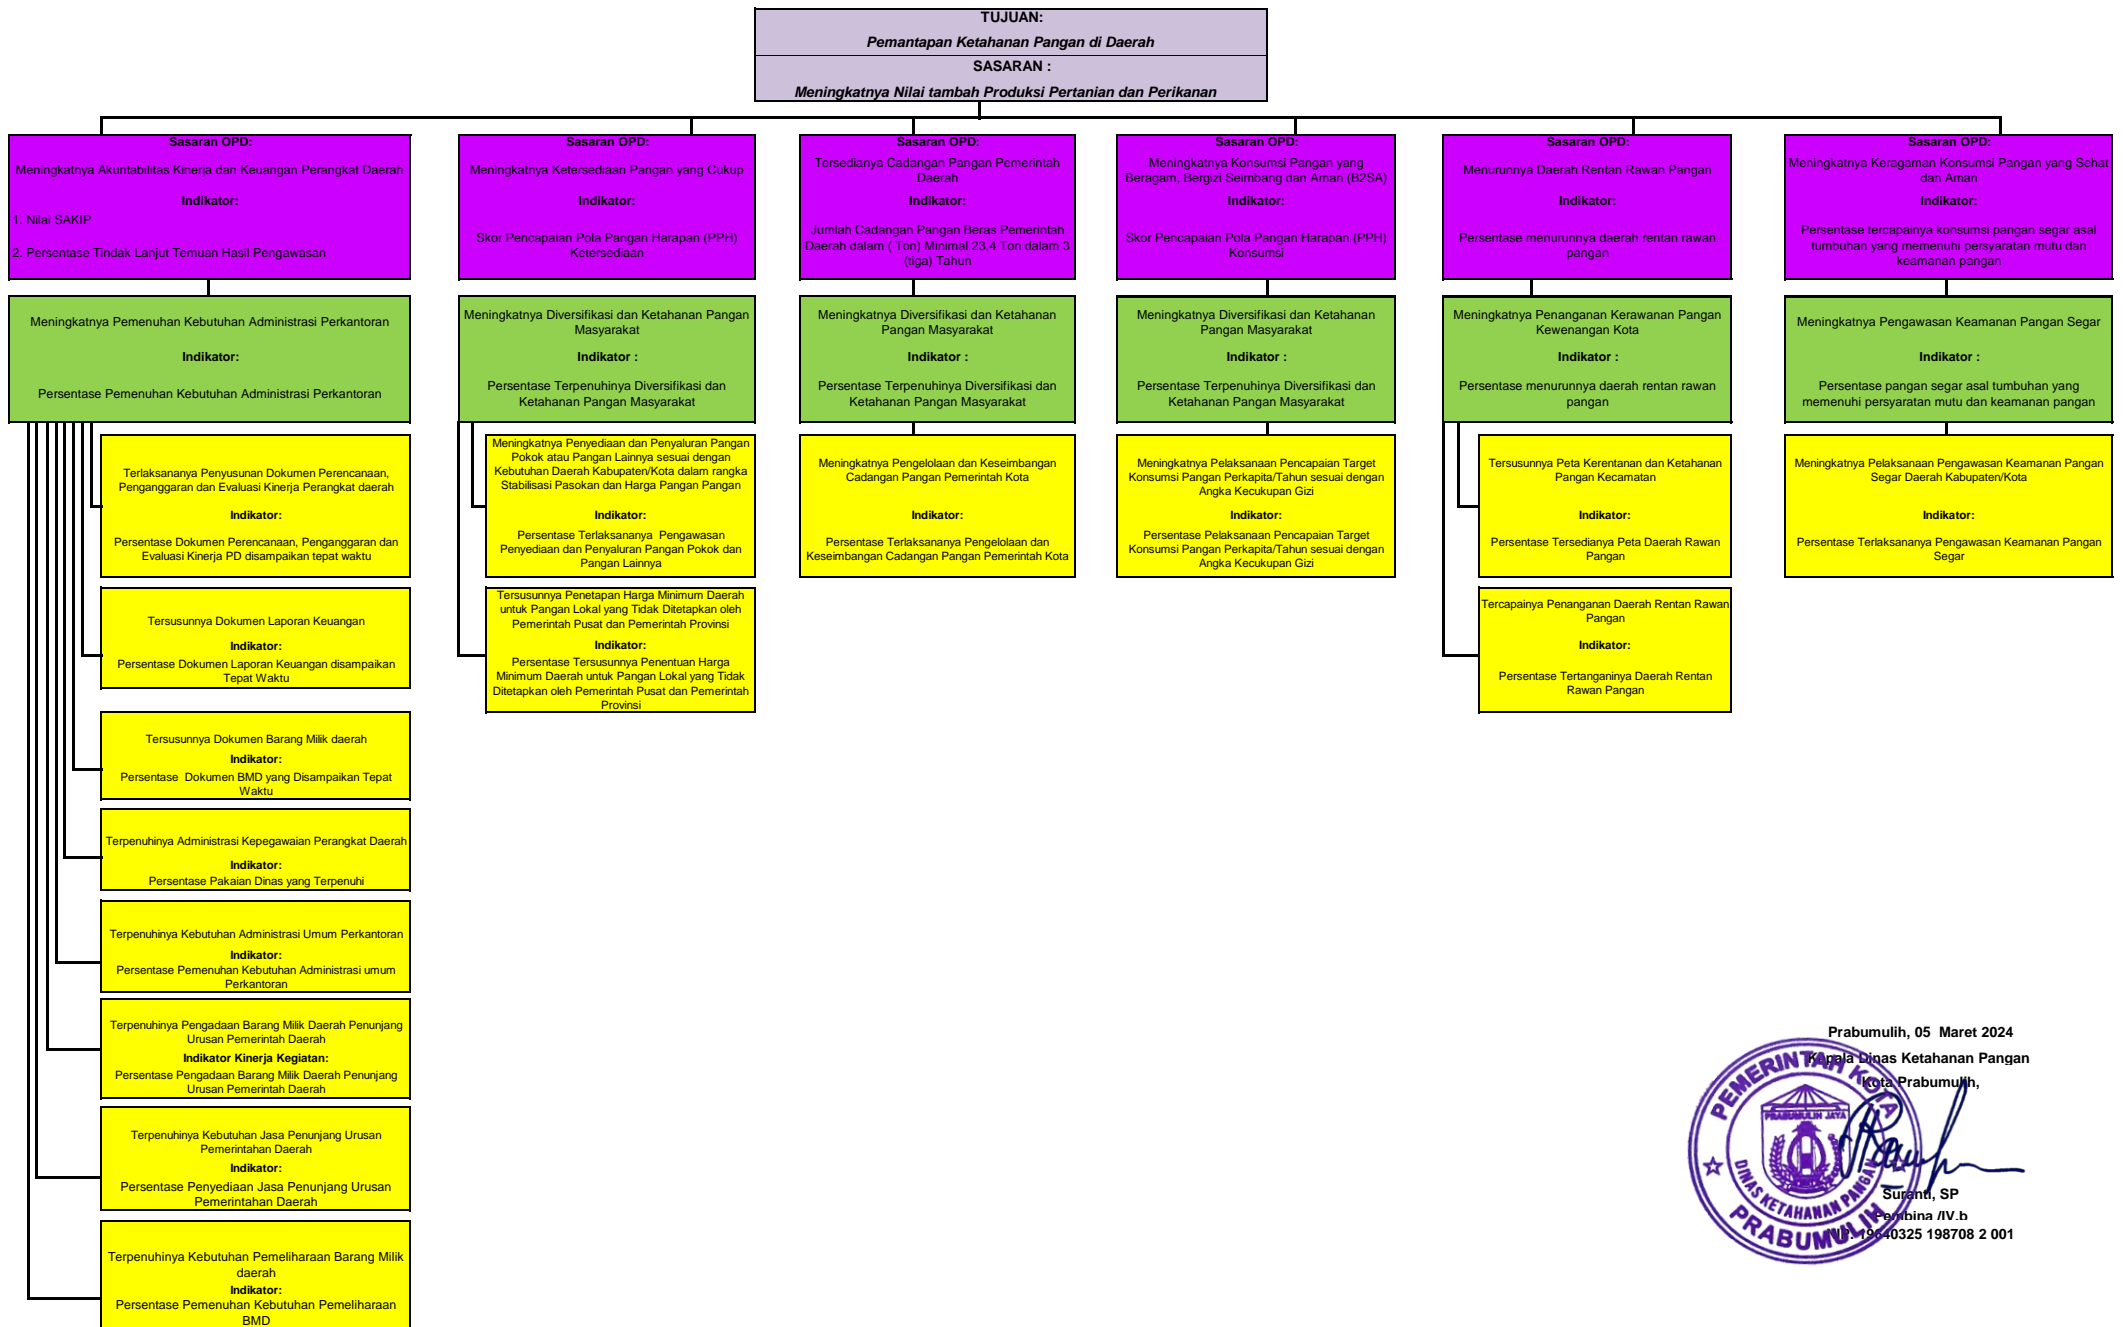 TUJUAN:
Pemantapan Ketahanan Pangan di Daerah
SASARAN :
Meningkatnya Nilai tambah Produksi Pertanian dan Perikanan
Sasaran OPD:
Meningkatnya Akuntabilitas Kinerja dan Keuangan Perangkat Daerah
Indikator:
1. Nilai SAKIP
2. Persentase Tindak Lanjut Temuan Hasil Pengawasan
Meningkatnya Pemenuhan Kebutuhan Administrasi Perkantoran
Indikator:
Persentase Pemenuhan Kebutuhan Administrasi Perkantoran
Terlaksananya Penyusunan Dokumen Perencanaan,
Penganggaran dan Evaluasi Kinerja Perangkat daerah
Indikator:
Persentase Dokumen Perencanaan, Penganggaran dan
Evaluasi Kinerja PD disampaikan tepat waktu
Tersusunnya Dokumen Laporan Keuangan
Indikator:
Persentase Dokumen Laporan Keuangan disampaikan
Tepat Waktu
Tersusunnya Dokumen Barang Milik daerah
Indikator:
Persentase  Dokumen BMD yang Disampaikan Tepat
Waktu
Terpenuhinya Administrasi Kepegawaian Perangkat Daerah
Indikator:
Persentase Pakaian Dinas yang Terpenuhi
Terpenuhinya Kebutuhan Administrasi Umum Perkantoran
Indikator:
Persentase Pemenuhan Kebutuhan Administrasi umum
Perkantoran
Terpenuhinya Pengadaan Barang Milik Daerah Penunjang
Urusan Pemerintah Daerah
Indikator Kinerja Kegiatan:
Persentase Pengadaan Barang Milik Daerah Penunjang
Urusan Pemerintah Daerah
Terpenuhinya Kebutuhan Jasa Penunjang Urusan
Pemerintahan Daerah
Indikator:
Persentase Penyediaan Jasa Penunjang Urusan
Pemerintahan Daerah
Terpenuhinya Kebutuhan Pemeliharaan Barang Milik
daerah
Indikator:
Persentase Pemenuhan Kebutuhan Pemeliharaan
BMD
Sasaran OPD:
Meningkatnya Ketersediaan Pangan yang Cukup
Indikator:
Skor Pencapaian Pola Pangan Harapan (PPH)
Ketersediaan
Meningkatnya Diversifikasi dan Ketahanan Pangan
Masyarakat
Indikator :
Persentase Terpenuhinya Diversifikasi dan
Ketahanan Pangan Masyarakat
Meningkatnya Penyediaan dan Penyaluran Pangan
Pokok atau Pangan Lainnya sesuai dengan
Kebutuhan Daerah Kabupaten/Kota dalam rangka
Stabilisasi Pasokan dan Harga Pangan Pangan
Indikator:
Persentase Terlaksananya  Pengawasan
Penyediaan dan Penyaluran Pangan Pokok dan
Pangan Lainnya
Tersusunnya Penetapan Harga Minimum Daerah
untuk Pangan Lokal yang Tidak Ditetapkan oleh
Pemerintah Pusat dan Pemerintah Provinsi
Indikator:
Persentase Tersusunnya Penentuan Harga
Minimum Daerah untuk Pangan Lokal yang Tidak
Ditetapkan oleh Pemerintah Pusat dan Pemerintah
Provinsi
Sasaran OPD:
Tersedianya Cadangan Pangan Pemerintah
Daerah
Indikator:
Jumlah Cadangan Pangan Beras Pemerintah
Daerah dalam ( Ton) Minimal 23,4 Ton dalam 3
(tiga) Tahun
Meningkatnya Diversifikasi dan Ketahanan
Pangan Masyarakat
Indikator :
Persentase Terpenuhinya Diversifikasi dan
Ketahanan Pangan Masyarakat
Meningkatnya Pengelolaan dan Keseimbangan
Cadangan Pangan Pemerintah Kota
Indikator:
Persentase Terlaksananya Pengelolaan dan
Keseimbangan Cadangan Pangan Pemerintah Kota
Sasaran OPD:
Meningkatnya Konsumsi Pangan yang
Beragam, Bergizi Seimbang dan Aman (B2SA)
Indikator:
Skor Pencapaian Pola Pangan Harapan (PPH)
Konsumsi
Meningkatnya Diversifikasi dan Ketahanan
Pangan Masyarakat
Indikator :
Persentase Terpenuhinya Diversifikasi dan
Ketahanan Pangan Masyarakat
Meningkatnya Pelaksanaan Pencapaian Target
Konsumsi Pangan Perkapita/Tahun sesuai dengan
Angka Kecukupan Gizi
Indikator:
Persentase Pelaksanaan Pencapaian Target
Konsumsi Pangan Perkapita/Tahun sesuai dengan
Angka Kecukupan Gizi
Sasaran OPD:
Menurunnya Daerah Rentan Rawan Pangan
Indikator:
Persentase menurunnya daerah rentan rawan
pangan
Meningkatnya Penanganan Kerawanan Pangan
Kewenangan Kota
Indikator :
Persentase menurunnya daerah rentan rawan
pangan
Tersusunnya Peta Kerentanan dan Ketahanan
Pangan Kecamatan
Indikator:
Persentase Tersedianya Peta Daerah Rawan
Pangan
Tercapainya Penanganan Daerah Rentan Rawan
Pangan
Indikator:
Persentase Tertanganinya Daerah Rentan
Rawan Pangan
Sasaran OPD:
Meningkatnya Keragaman Konsumsi Pangan yang Sehat
dan Aman
Indikator:
Persentase tercapainya konsumsi pangan segar asal
tumbuhan yang memenuhi persyaratan mutu dan
keamanan pangan
Meningkatnya Pengawasan Keamanan Pangan Segar
Indikator :
Persentase pangan segar asal tumbuhan yang
memenuhi persyaratan mutu dan keamanan pangan
Meningkatnya Pelaksanaan Pengawasan Keamanan Pangan
Segar Daerah Kabupaten/Kota
Indikator:
Persentase Terlaksananya Pengawasan Keamanan Pangan
Segar
Prabumulih, 05  Maret 2024
Kepala Dinas Ketahanan Pangan
Kota Prabumulih,
PEMERINTAH KOTA
PRABUMULIH JAYA
DINAS KETAHANAN PANGAN
PRABUMULIH
Suranti, SP
Pembina /IV.b
NIP. 19640325 198708 2 001